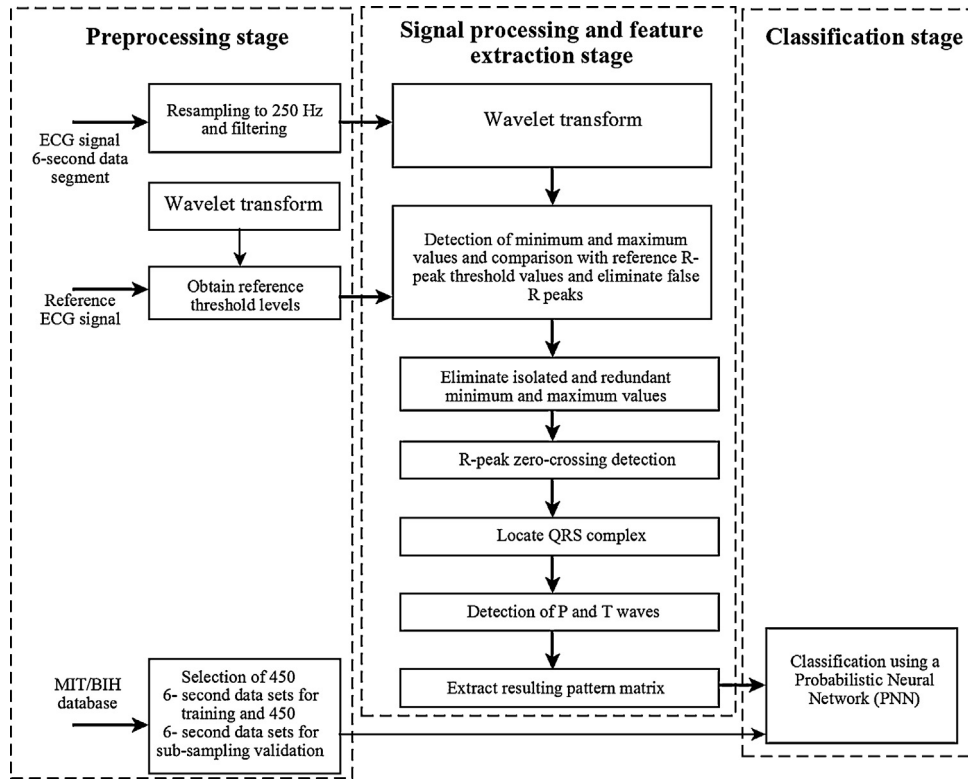 Preprocessing stage
Resampling to 250 Hz
and filtering
ECG signal
6-second data
segment
Wavelet transform
Obtain reference
threshold levels
Reference
ECG signal
MIT/BIH
database
Selection of 450
6- second data sets for
training and 450
6- second data sets for
sub-sampling validation
Signal processing and feature
extraction stage
Wavelet transform
Detection of minimum and maximum
values and comparison with reference R-
peak threshold values and eliminate false
R peaks
Eliminate isolated and redundant
minimum and maximum values
R-peak zero-crossing detection
Locate QRS complex
Detection of P and T waves
Extract resulting pattern matrix
Classification stage
Classification using a
Probabilistic Neural
Network (PNN)